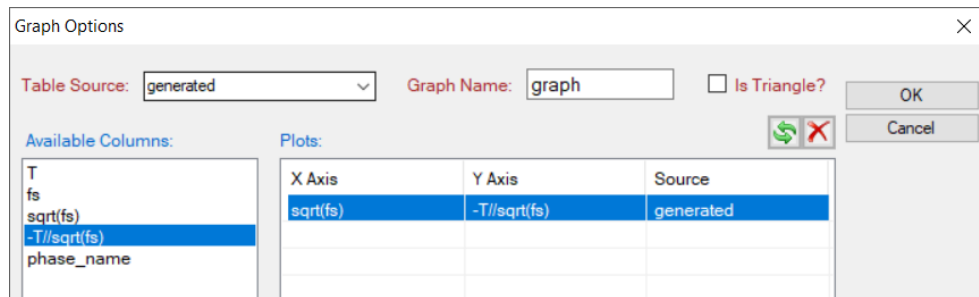 Graph Options
Table Source: generated Graph Name: graph Is Triangle? OK
Cancel
Available Columns: Plots:
T
fs
sqrt(fs)
-T//sqrt(fs)
phase_name
X Axis Y Axis Source
sqrt(fs) -T//sqrt(fs) generated